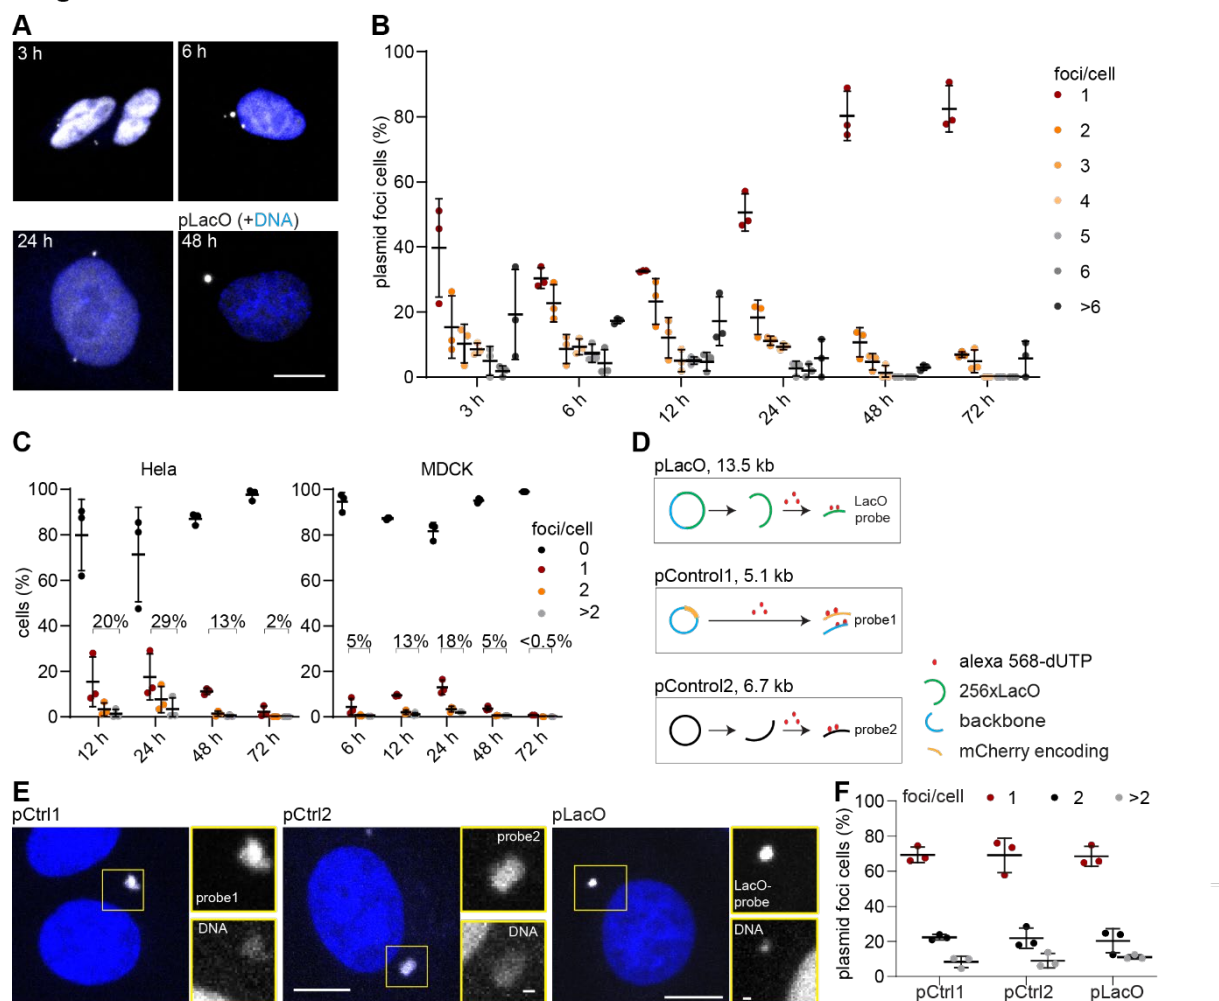 A
3 h
6 h
pLacO (+DNA)
24 h
48 h
B
plasmid foci cells (%)
100
80
60
40
20
0
3 h
6 h
12 h
24 h
48 h
72 h
foci/cell
1
2
3
4
5
6
>6
C
Hela
cells (%)
100
80
60
40
20
0
20%
29%
13%
2%
12 h
24 h
48 h
72 h
MDCK
100
80
60
40
20
0
5%
13%
18%
5%
<0.5%
6 h
12 h
24 h
48 h
72 h
foci/cell
0
1
2
>2
D
pLacO, 13.5 kb
LacO
probe
pControl1, 5.1 kb
probe1
pControl2, 6.7 kb
probe2
alexa 568-dUTP
256xLacO
backbone
mCherry encoding
E
pCtrl1
probe1
DNA
pCtrl2
probe2
DNA
pLacO
LacO-
probe
DNA
F
foci/cell
1
2
>2
plasmid foci cells (%)
100
80
60
40
20
0
pCtrl1
pCtrl2
pLacO